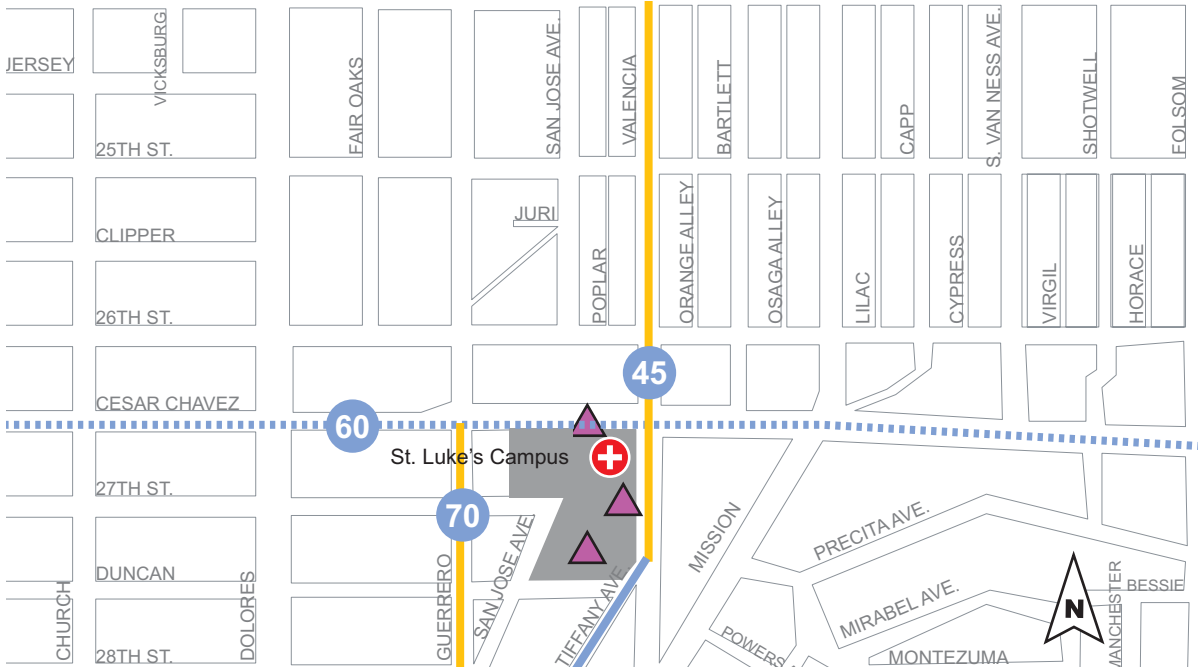 JERSEY
VICKSBURG
FAIR OAKS
SAN JOSE AVE.
VALENCIA
BARTLETT
CAPP
S. VAN NESS AVE.
SHOTWELL
FOLSOM
25TH ST.
CLIPPER
JURI
POPLAR
ORANGE ALLEY
OSAGA ALLEY
LILAC
CYPRESS
VIRGIL
HORACE
26TH ST.
45
CESAR CHAVEZ
60
St. Luke's Campus
27TH ST.
70
MISSION
PRECITA AVE.
DUNCAN
CHURCH
DOLORES
GUERRERO
SAN JOSE AVE.
TIFFANY AVE.
MIRABEL AVE.
N
MANCHESTER
BESSIE
28TH ST.
POWERS
MONTEZUMA